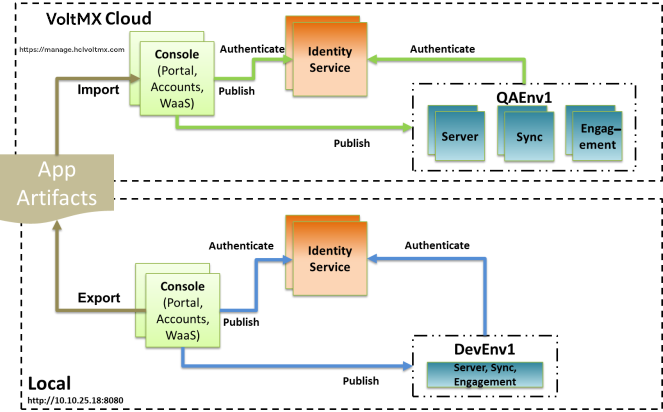 VoltMX Cloud
https://manage.hclvoltmx.com
Console
(Portal,
Accounts,
WaaS)
Authenticate
Publish
Identity
Service
Authenticate
Import
Publish
QAEnv1
Server
Sync
Engag-
ement
App
Artifacts
Export
Console
(Portal,
Accounts,
WaaS)
Authenticate
Publish
Identity
Service
Authenticate
Publish
DevEnv1
Server, Sync,
Engagement
Local
http://10.10.25.18:8080